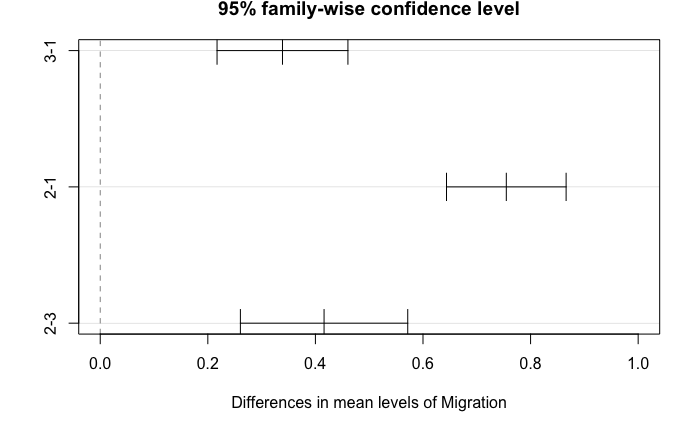 95% family-wise confidence level
3-1
2-1
2-3
0.0 0.2 0.4 0.6 0.8 1.0
Differences in mean levels of Migration